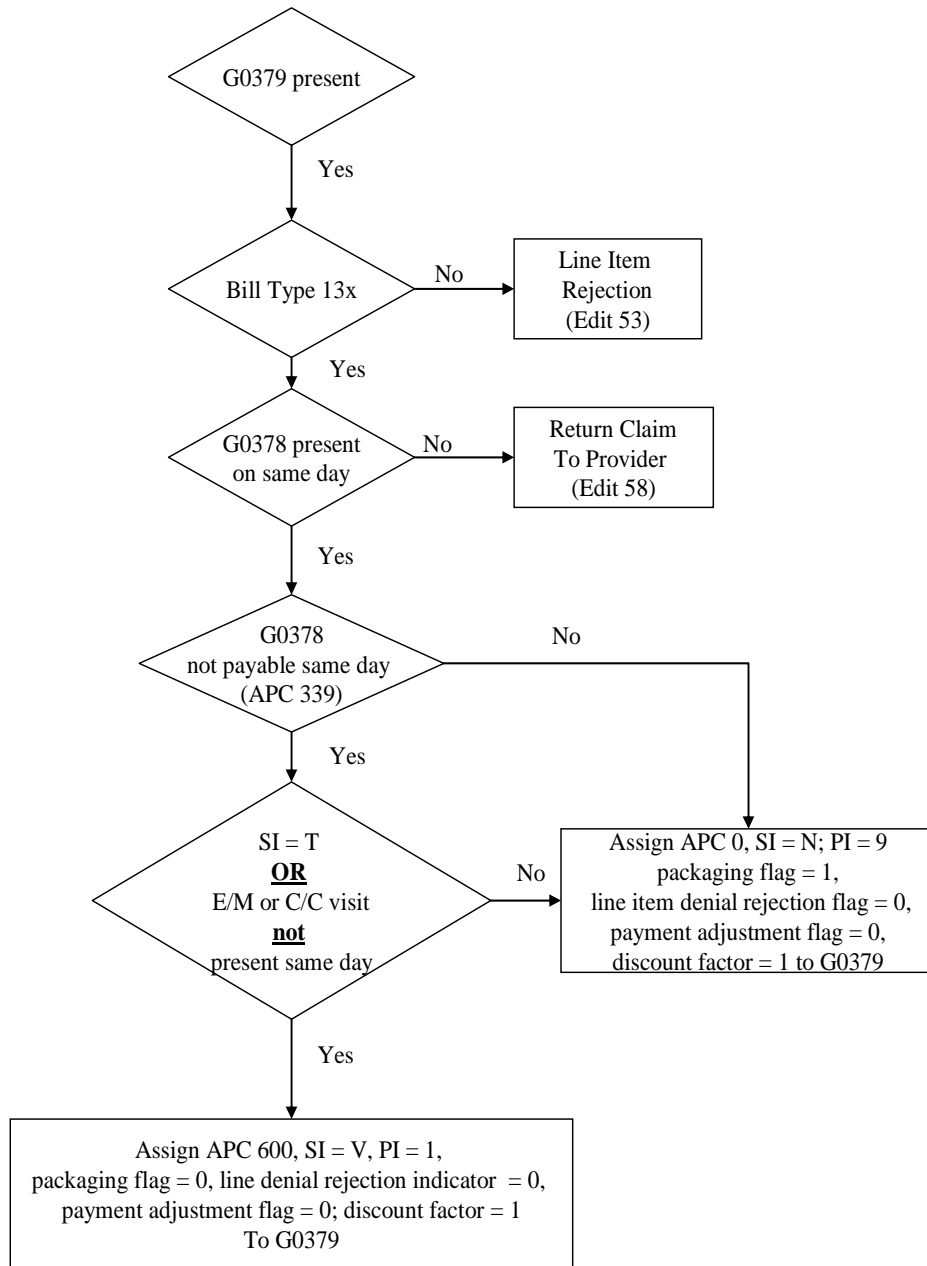 G0379 present
Yes
Bill Type 13x
No
Line Item
Rejection
(Edit 53)
Yes
G0378 present
on same day
No
Return Claim
To Provider
(Edit 58)
Yes
G0378
not payable same day
(APC 339)
No
Yes
SI = T
OR
E/M or C/C visit
not
present same day
No
Assign APC 0, SI = N; PI = 9
packaging flag = 1,
line item denial rejection flag = 0,
payment adjustment flag = 0,
discount factor = 1 to G0379
Yes
Assign APC 600, SI = V, PI = 1,
packaging flag = 0, line denial rejection indicator = 0,
payment adjustment flag = 0; discount factor = 1
To G0379